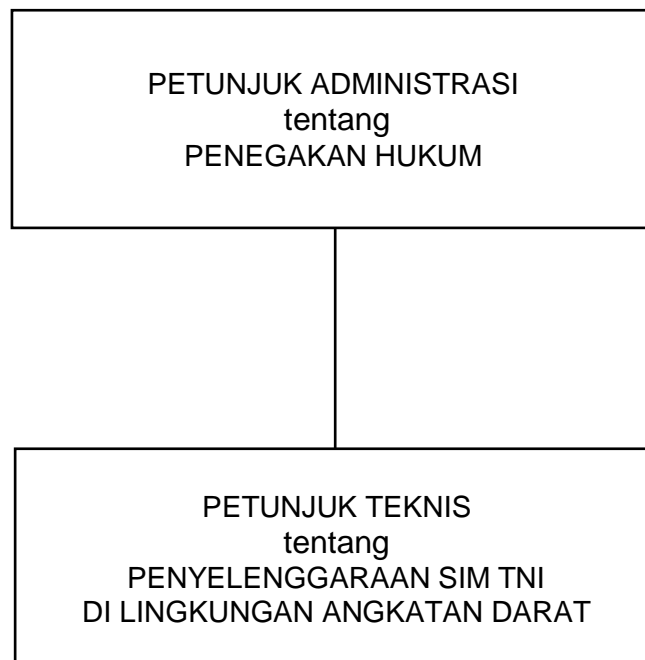 PETUNJUK ADMINISTRASI
tentang
PENEGAKAN HUKUM
PETUNJUK TEKNIS
tentang
PENYELENGGARAAN SIM TNI
DI LINGKUNGAN ANGKATAN DARAT